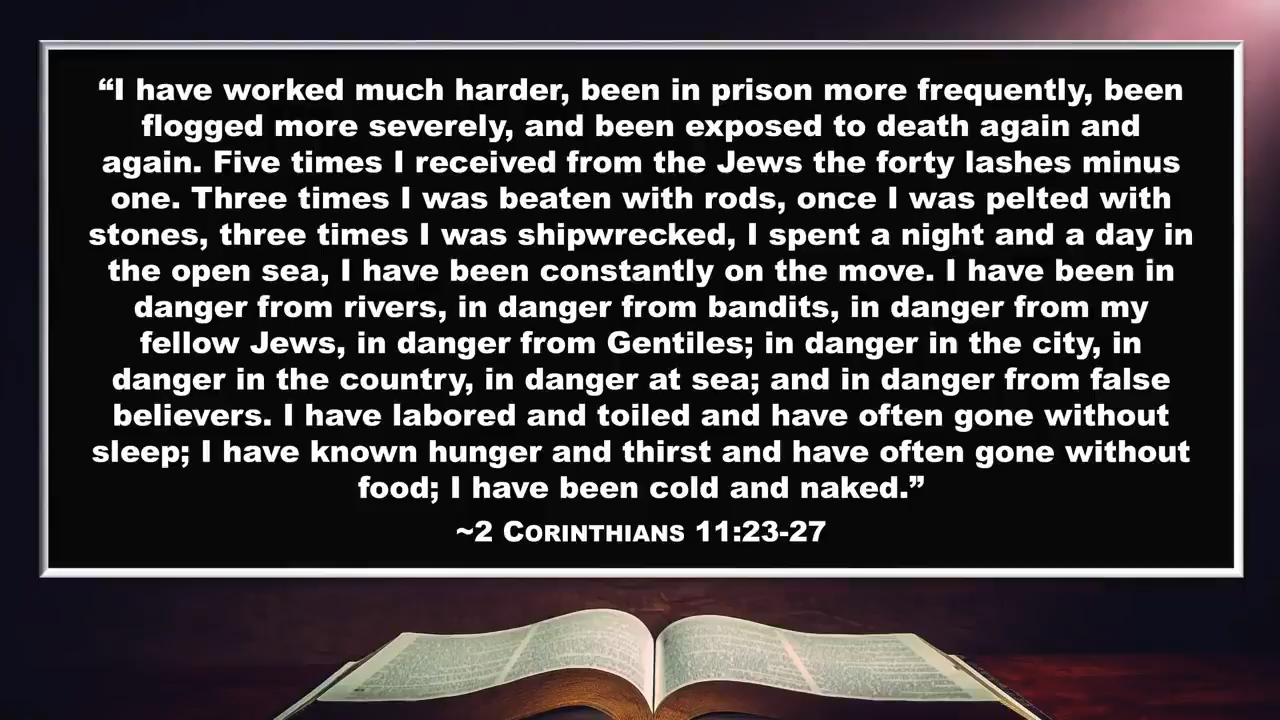 “I have worked much harder, been in prison more frequently, been
flogged more severely, and been exposed to death again and
again. Five times I received from the Jews the forty lashes minus
one. Three times I was beaten with rods, once I was pelted with
stones, three times I was shipwrecked, I spent a night and a day in
the open sea, I have been constantly on the move. I have been in
danger from rivers, in danger from bandits, in danger from my
fellow Jews, in danger from Gentiles; in danger in the city, in
danger in the country, in danger at sea; and in danger from false
believers. I have labored and toiled and have often gone without
sleep; I have known hunger and thirst and have often gone without
food; I have been cold and naked.”
~2 CORINTHIANS 11:23-27